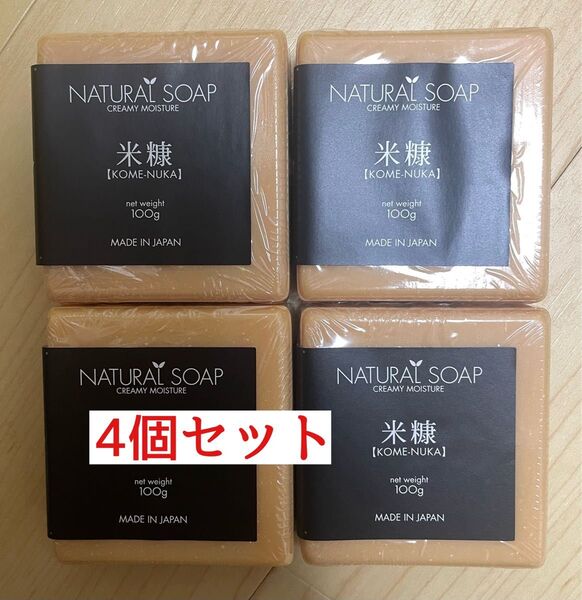 NATURAL SOAP
CREAMY MOISTURE
米糠
【KOME-NUKA】
net weight
100g
MADE IN JAPAN
NATURAL SOAP
CREAMY MOISTURE
米糠
【KOME-NUKA】
net weight
100g
MADE IN JAPAN
NATURAL SOAP
CREAMY MOISTURE
4個セット
net weight
100g
MADE IN JAPAN
NATURAL SOAP
CREAMY MOISTURE
米糠
【KOME-NUKA】
net weight
100g
MADE IN JAPAN